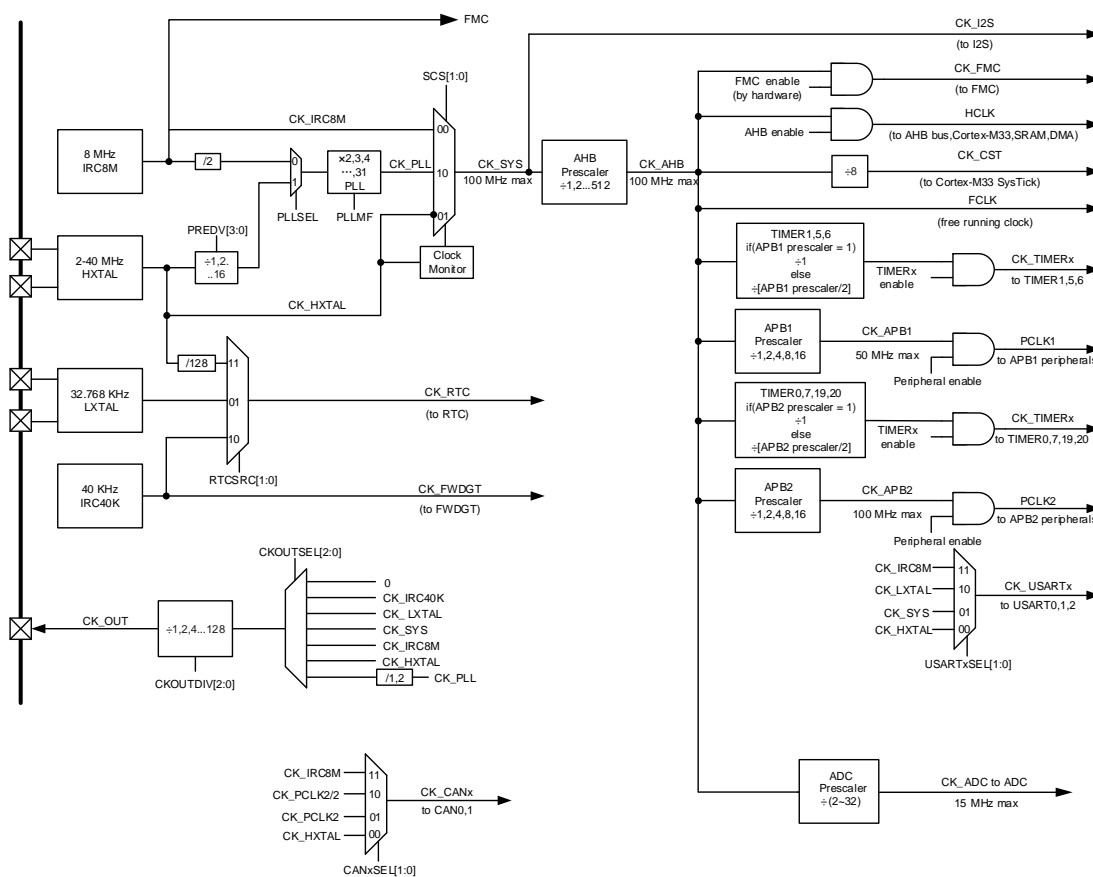 FMC
CK_I2S
(to I2S)
SCS[1:0]
FMC enable
(by hardware)
CK_FMC
(to FMC)
CK_IRC8M
00
HCLK
AHB enable
(to AHB bus,Cortex-M33,SRAM,DMA)
8 MHz
IRC8M
/2
0
1
PLLSEL
×2,3,4
…,31
PLL
PLLMF
CK_PLL
10
CK_SYS
100 MHz max
AHB
Prescaler
÷1,2...512
CK_AHB
100 MHz max
÷8
CK_CST
(to Cortex-M33 SysTick)
FCLK
(free running clock)
01
PREDV[3:0]
÷1,2.
..16
2-40 MHz
HXTAL
Clock
Monitor
CK_HXTAL
TIMER1,5,6
if(APB1 prescaler = 1)
÷1
else
÷[APB1 prescaler/2]
TIMERx
enable
CK_TIMERx
to TIMER1,5,6
APB1
Prescaler
÷1,2,4,8,16
CK_APB1
50 MHz max
Peripheral enable
PCLK1
to APB1 peripherals
/128
11
32.768 KHz
LXTAL
01
CK_RTC
(to RTC)
10
RTCSRC[1:0]
TIMER0,7,19,20
if(APB2 prescaler = 1)
÷1
else
÷[APB2 prescaler/2]
TIMERx
enable
CK_TIMERx
to TIMER0,7,19,20
40 KHz
IRC40K
CK_FWDGT
(to FWDGT)
APB2
Prescaler
÷1,2,4,8,16
CK_APB2
100 MHz max
Peripheral enable
PCLK2
to APB2 peripherals
CKOUTSEL[2:0]
0
CK_IRC40K
CK_ LXTAL
CK_SYS
CK_IRC8M
CK_HXTAL
/1,2
CK_PLL
CK_OUT
÷1,2,4...128
CKOUTDIV[2:0]
CK_IRC8M
11
CK_LXTAL
10
CK_SYS
01
CK_HXTAL
00
CK_USARTx
to USART0,1,2
USARTxSEL[1:0]
CK_IRC8M
11
CK_PCLK2/2
10
CK_PCLK2
01
CK_HXTAL
00
CK_CANx
to CAN0,1
CANxSEL[1:0]
ADC
Prescaler
÷(2~32)
CK_ADC to ADC
15 MHz max